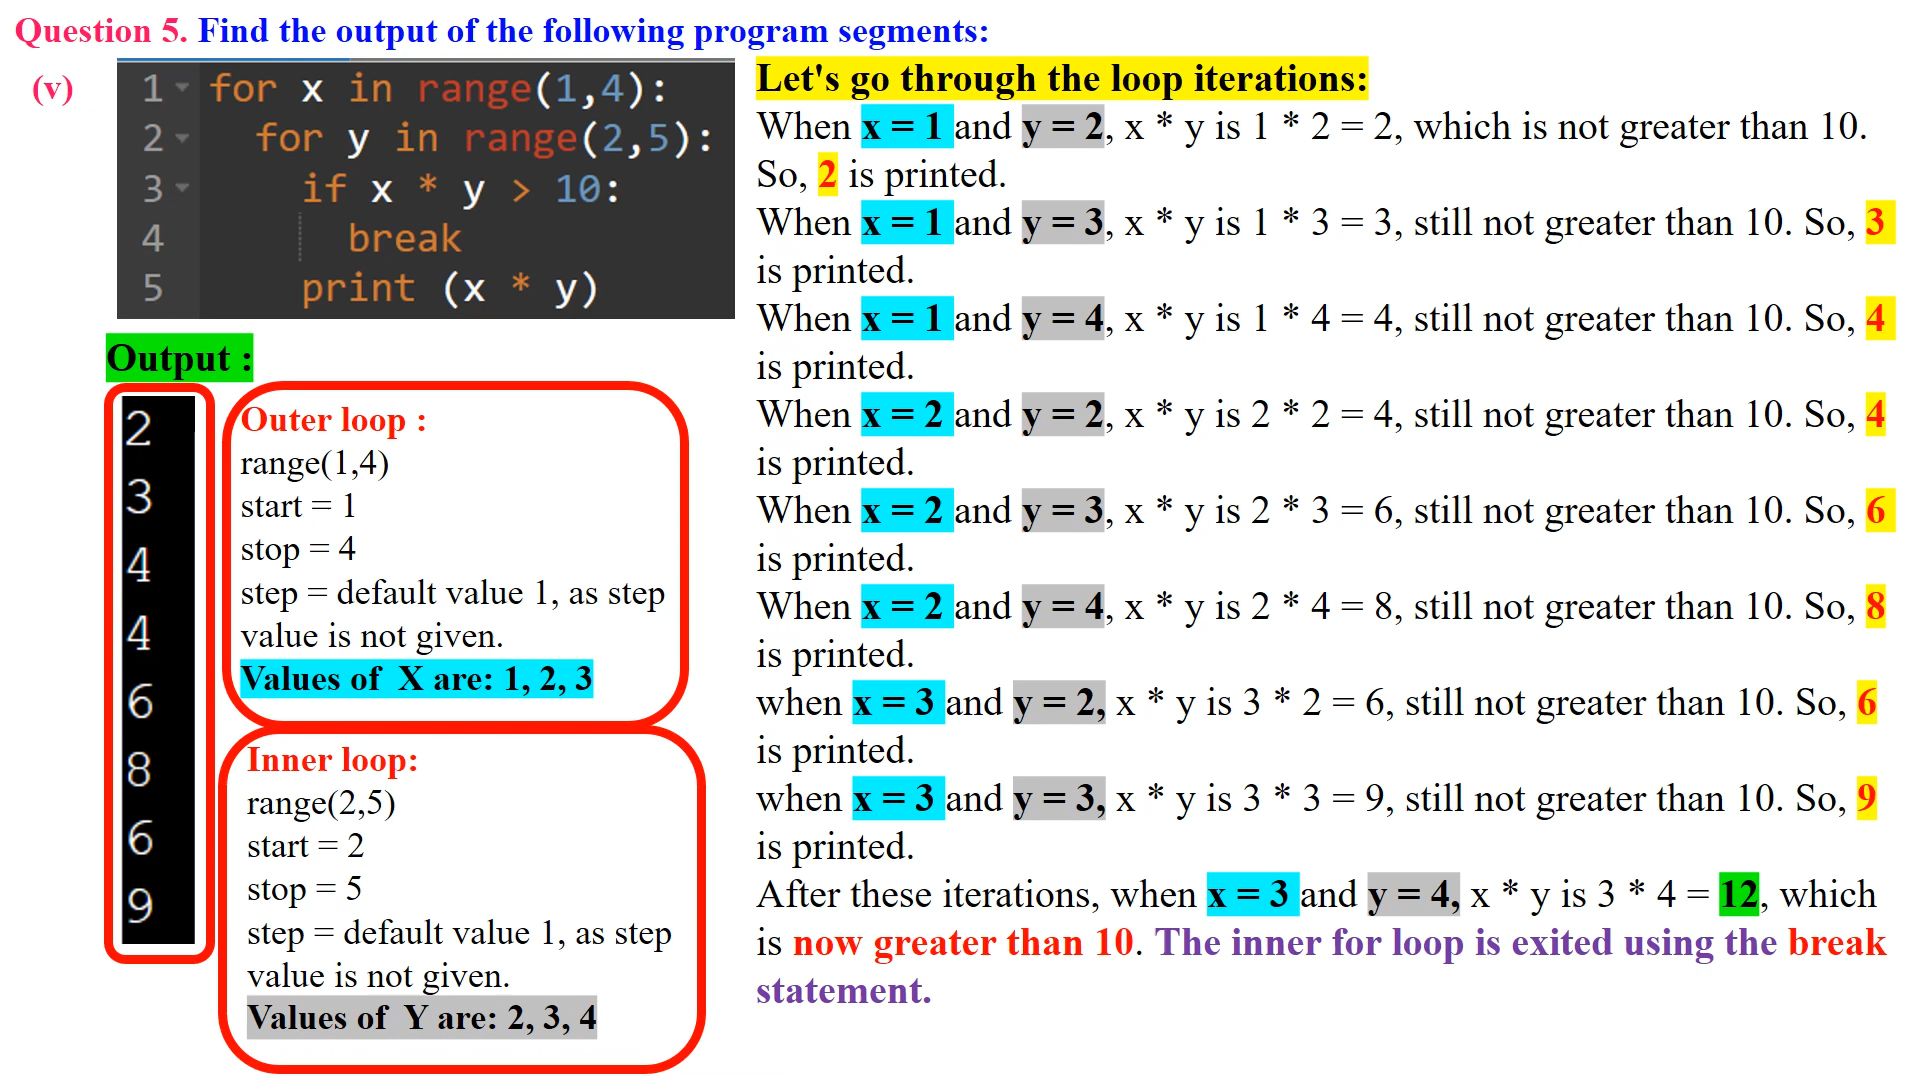 Question 5. Find the output of the following program segments:
(v)
1 for x in range(1,4):
2 for y in range(2,5):
3 if x * y > 10:
4 break
5 print (x * y)
Output :
2
3
4
4
6
8
6
9
Outer loop :
range(1,4)
start = 1
stop = 4
step = default value 1, as step
value is not given.
Values of X are: 1, 2, 3
Inner loop:
range(2,5)
start = 2
stop = 5
step = default value 1, as step
value is not given.
Values of Y are: 2, 3, 4
Let's go through the loop iterations:
When x = 1 and y = 2, x * y is 1 * 2 = 2, which is not greater than 10.
So, 2 is printed.
When x = 1 and y = 3, x * y is 1 * 3 = 3, still not greater than 10. So, 3
is printed.
When x = 1 and y = 4, x * y is 1 * 4 = 4, still not greater than 10. So, 4
is printed.
When x = 2 and y = 2, x * y is 2 * 2 = 4, still not greater than 10. So, 4
is printed.
When x = 2 and y = 3, x * y is 2 * 3 = 6, still not greater than 10. So, 6
is printed.
When x = 2 and y = 4, x * y is 2 * 4 = 8, still not greater than 10. So, 8
is printed.
when x = 3 and y = 2, x * y is 3 * 2 = 6, still not greater than 10. So, 6
is printed.
when x = 3 and y = 3, x * y is 3 * 3 = 9, still not greater than 10. So, 9
is printed.
After these iterations, when x = 3 and y = 4, x * y is 3 * 4 = 12, which
is now greater than 10. The inner for loop is exited using the break
statement.